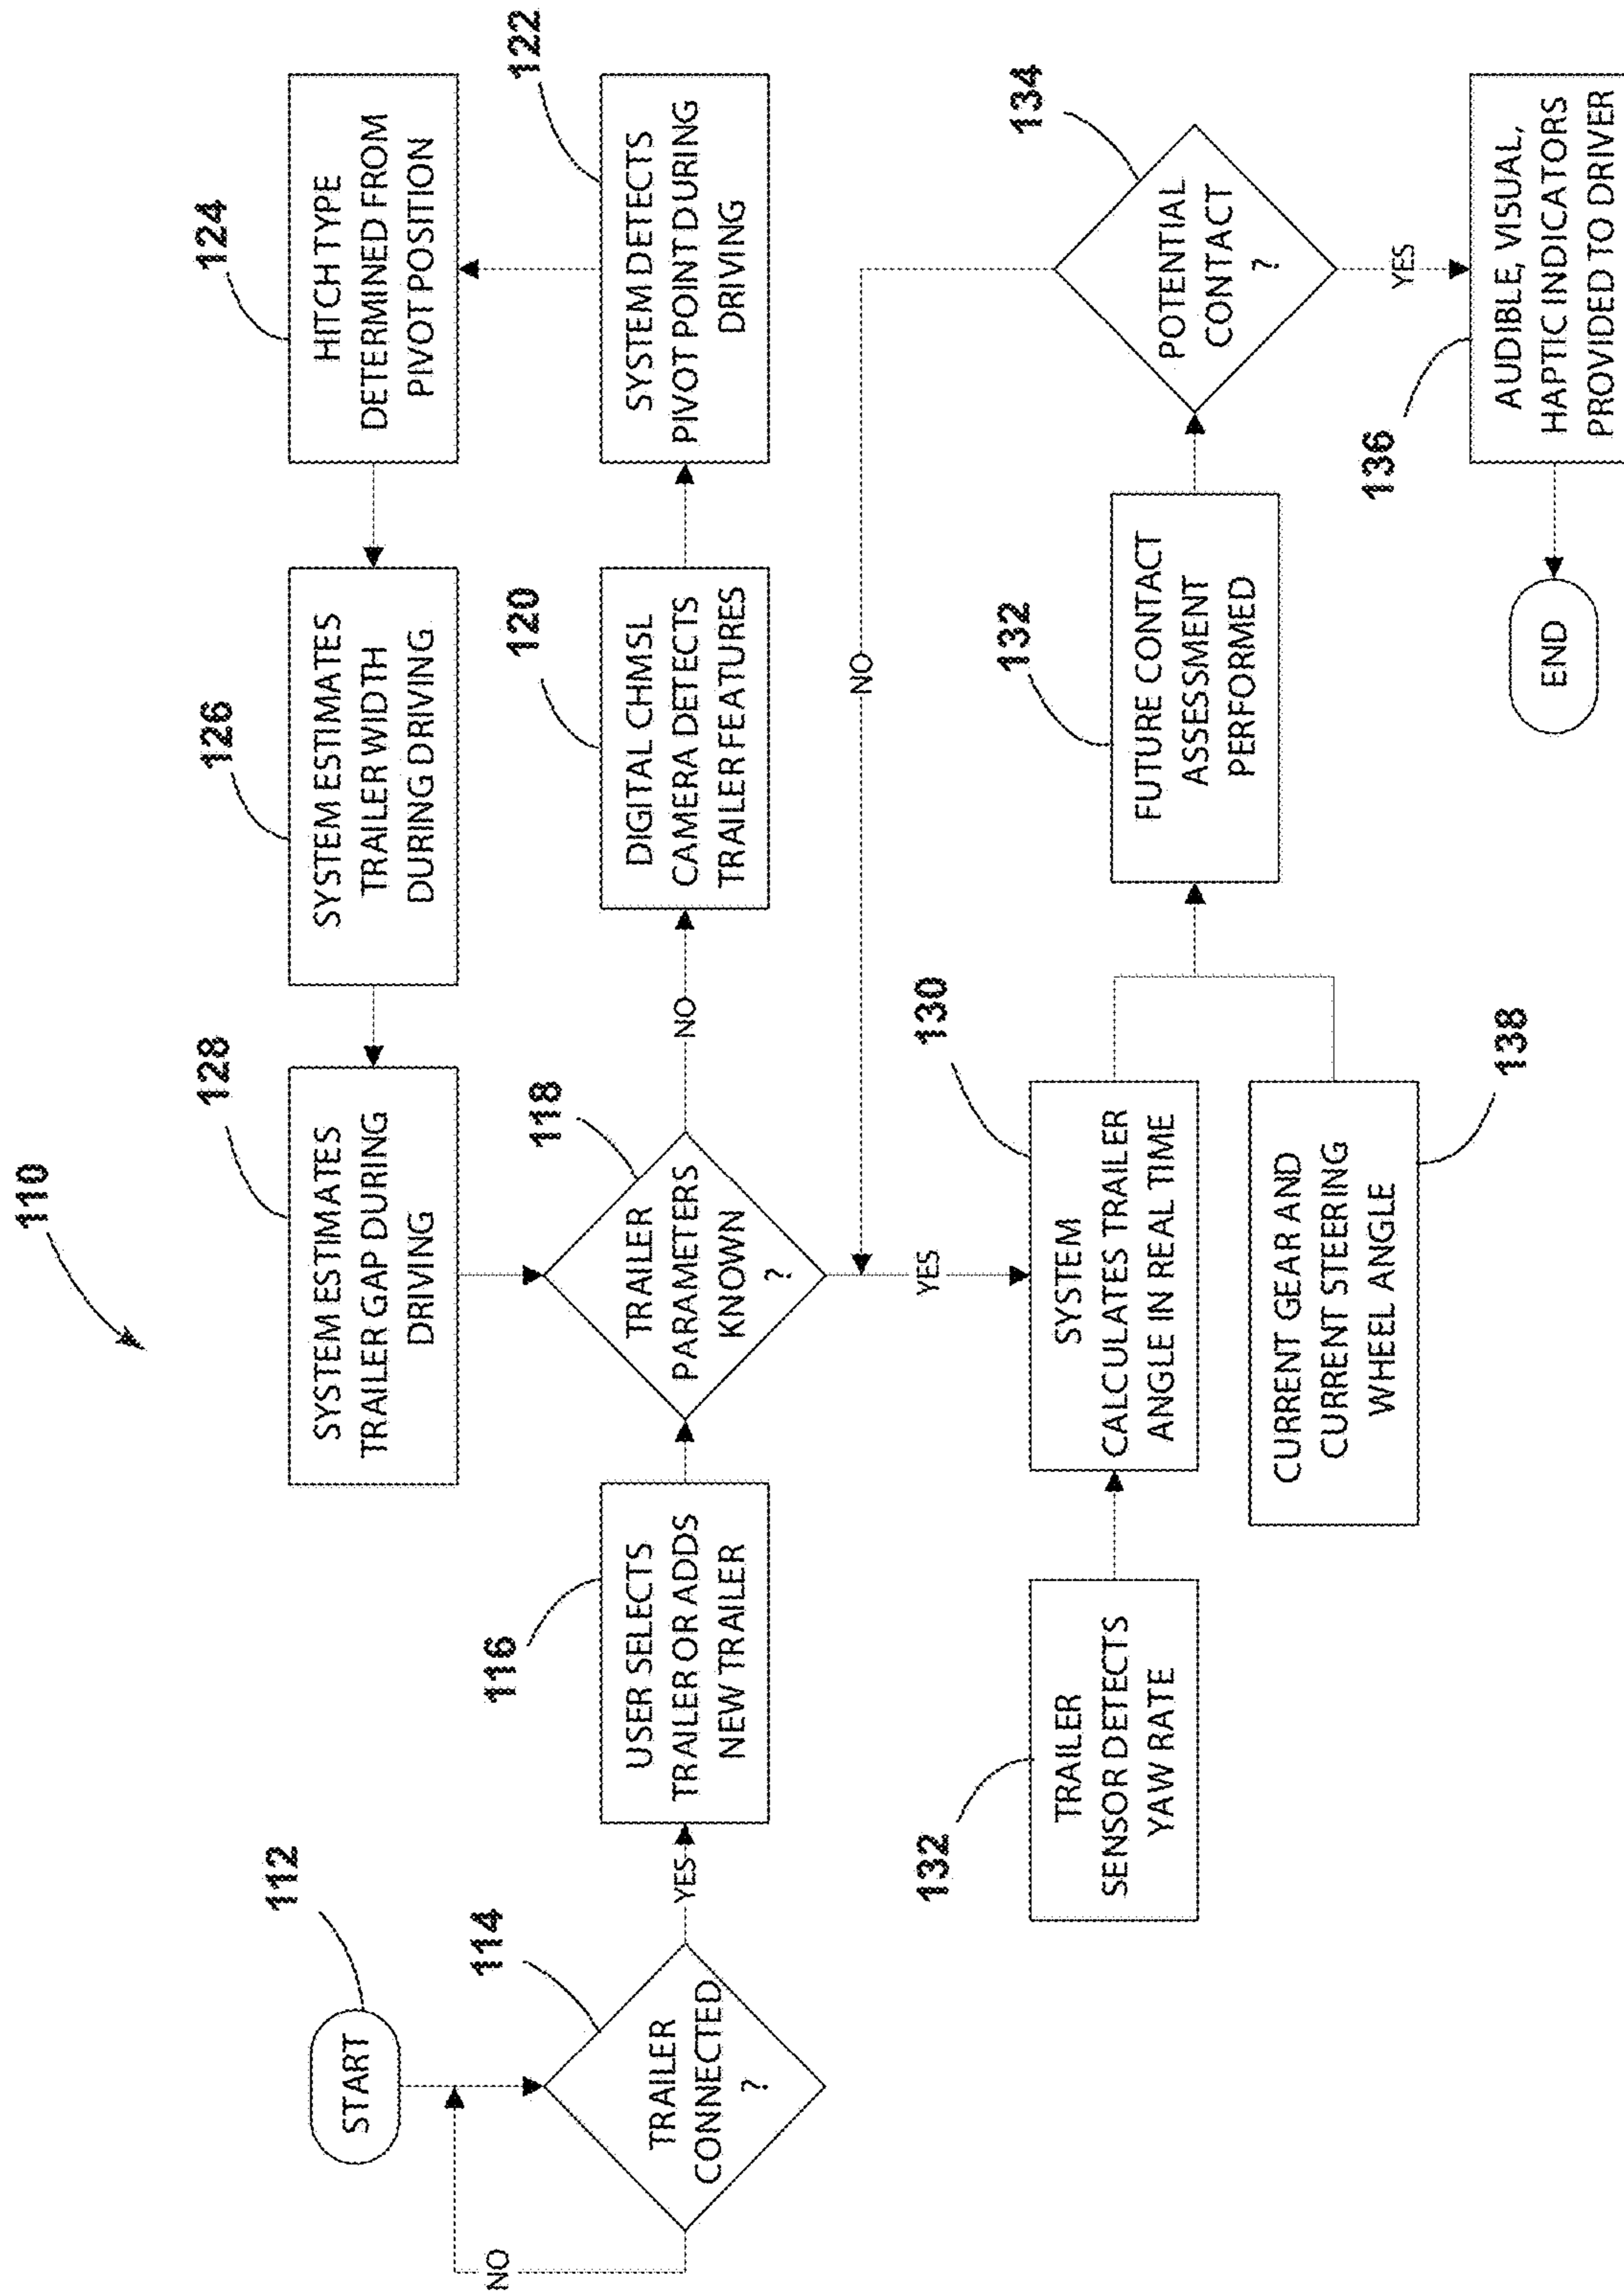 110
112
START
114
TRAILER
CONNECTED
?
NO
YES
116
USER SELECTS
TRAILER OR ADDS
NEW TRAILER
118
TRAILER
PARAMETERS
KNOWN
?
NO
120
DIGITAL CHMSL
CAMERA DETECTS
TRAILER FEATURES
122
SYSTEM DETECTS
PIVOT POINT DURING
DRIVING
124
HITCH TYPE
DETERMINED FROM
PIVOT POSITION
126
SYSTEM ESTIMATES
TRAILER WIDTH
DURING DRIVING
128
SYSTEM ESTIMATES
TRAILER GAP DURING
DRIVING
YES
132
TRAILER
SENSOR DETECTS
YAW RATE
130
SYSTEM
CALCULATES TRAILER
ANGLE IN REAL TIME
CURRENT GEAR AND
CURRENT STEERING
WHEEL ANGLE
138
132
FUTURE CONTACT
ASSESSMENT
PERFORMED
134
POTENTIAL
CONTACT
?
NO
YES
136
AUDIBLE, VISUAL,
HAPTIC INDICATORS
PROVIDED TO DRIVER
END